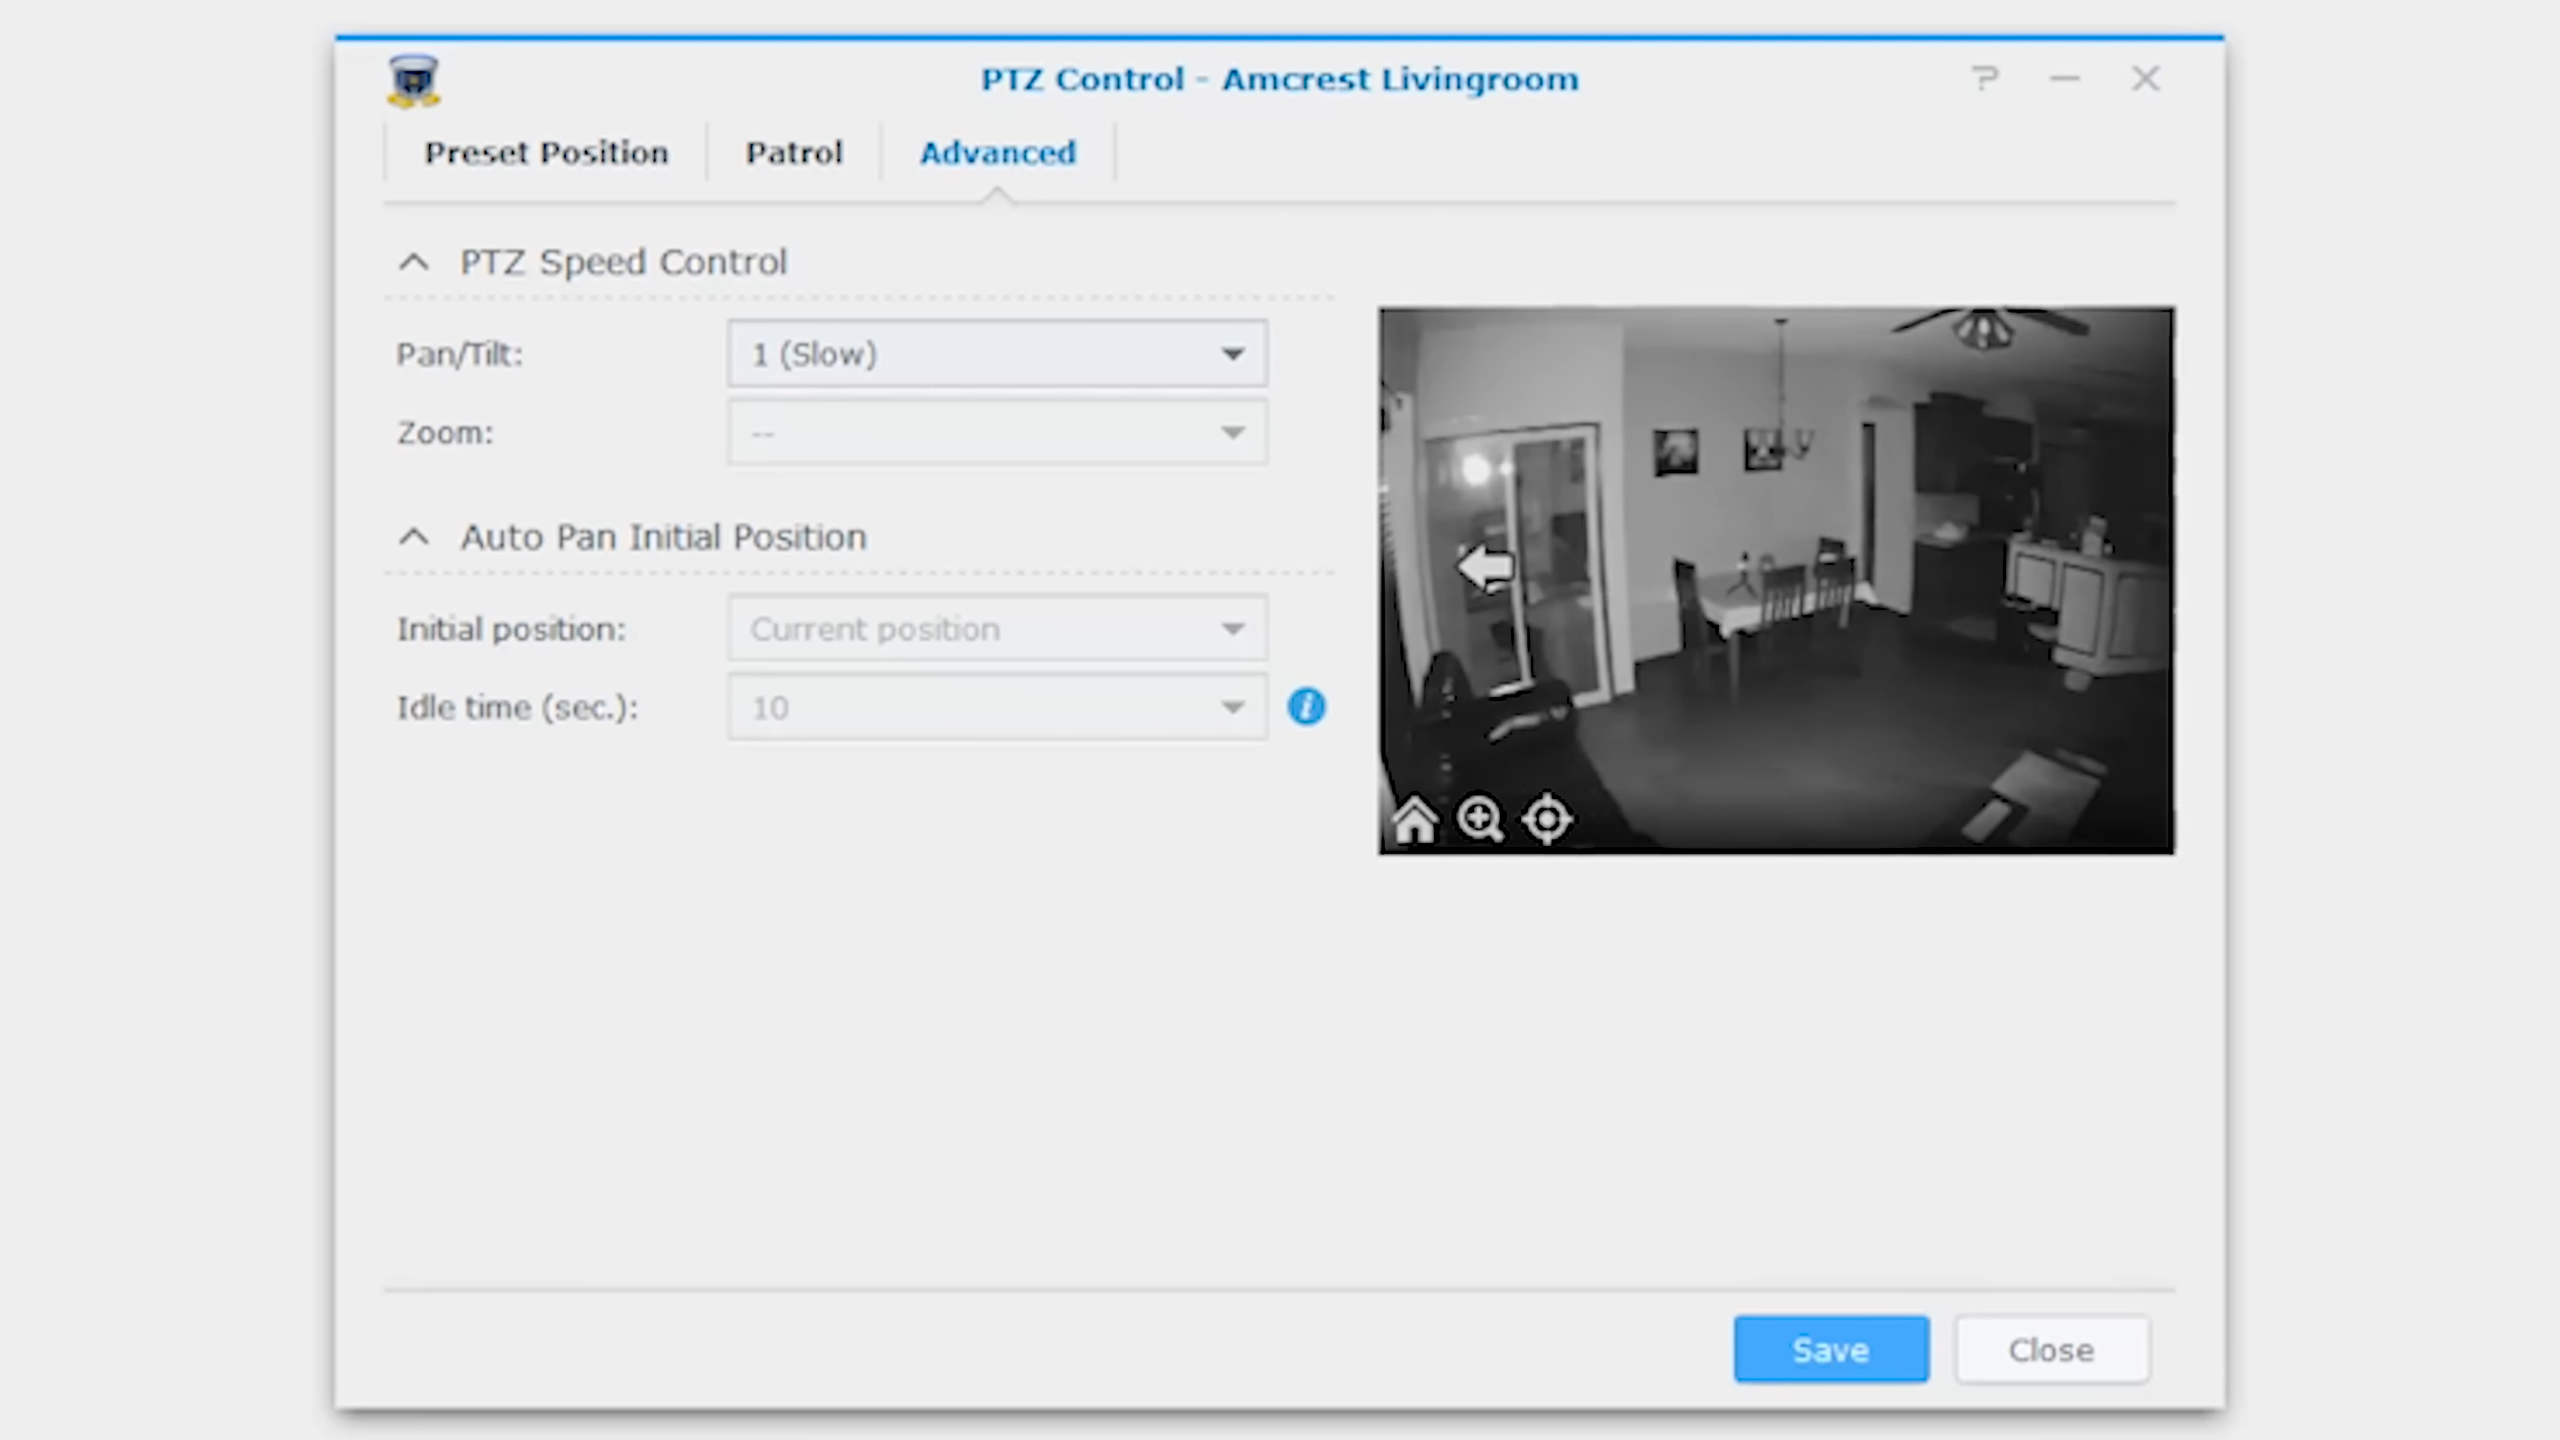 PTZ Control - Amcrest Livingroom
Preset Position
Patrol
Advanced
PTZ Speed Control
Pan/Tilt:
1 (Slow)
Zoom:
--
Auto Pan Initial Position
Initial position:
Current position
Idle time (sec.):
10
Save
Close